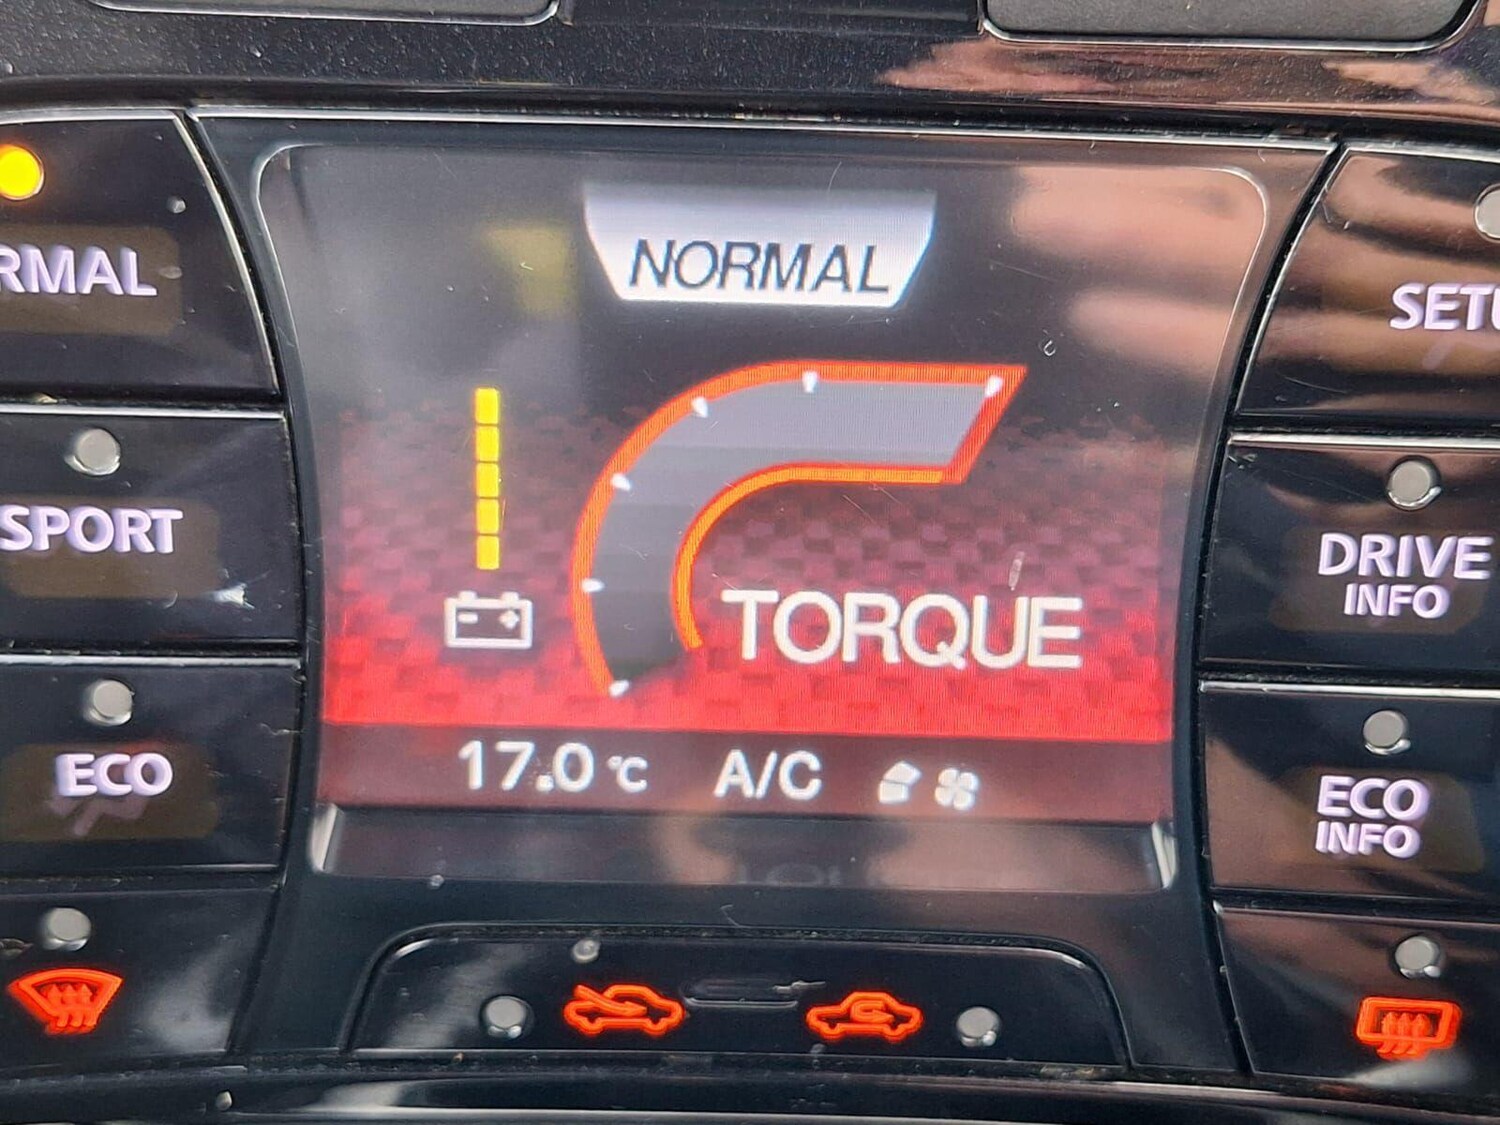 NORMAL
RMAL
SETU
SPORT
DRIVE
INFO
TORQUE
ECO
17.0 °C A/C
ECO
INFO